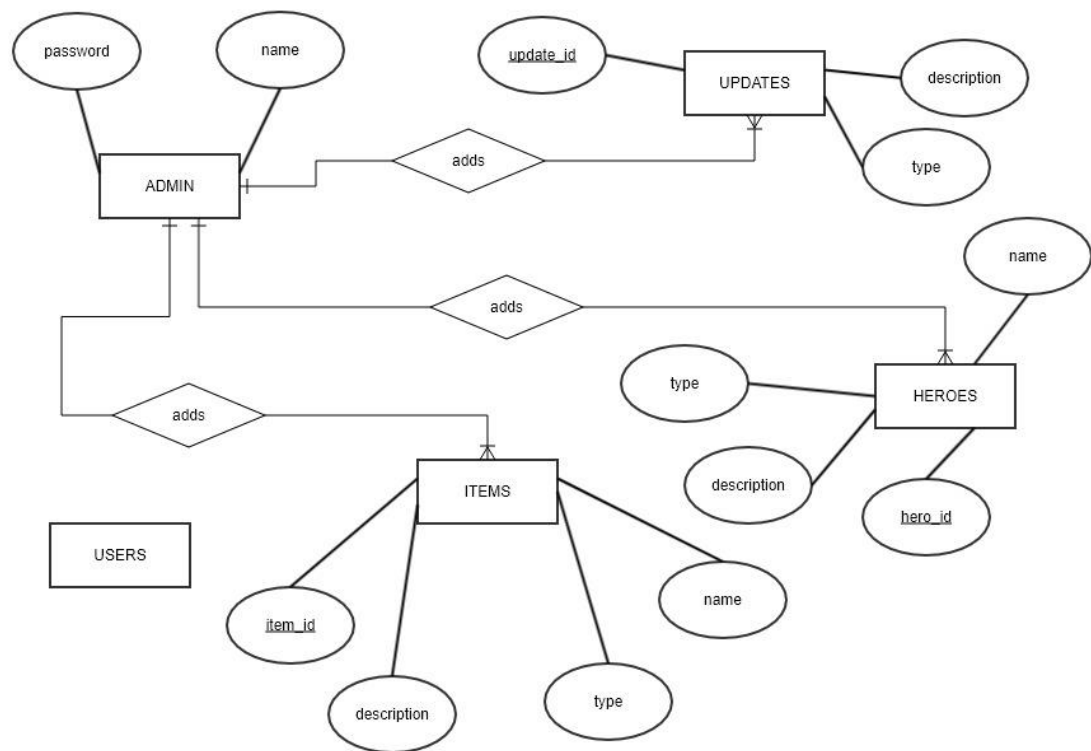 password
name
update_id
UPDATES
description
adds
type
ADMIN
name
adds
type
HEROES
adds
description
ITEMS
hero_id
USERS
name
item_id
description
type